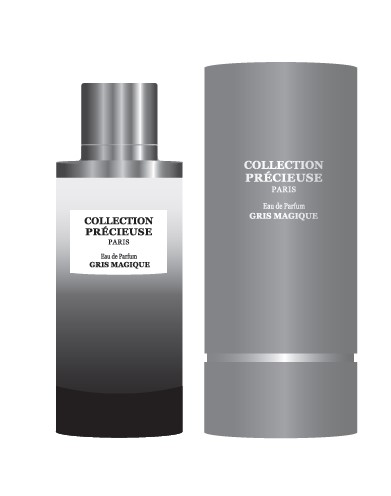 COLLECTION
PRÉCIEUSE
PARIS
Eau de Parfum
GRIS MAGIQUE
COLLECTION
PRÉCIEUSE
PARIS
Eau de Parfum
GRIS MAGIQUE